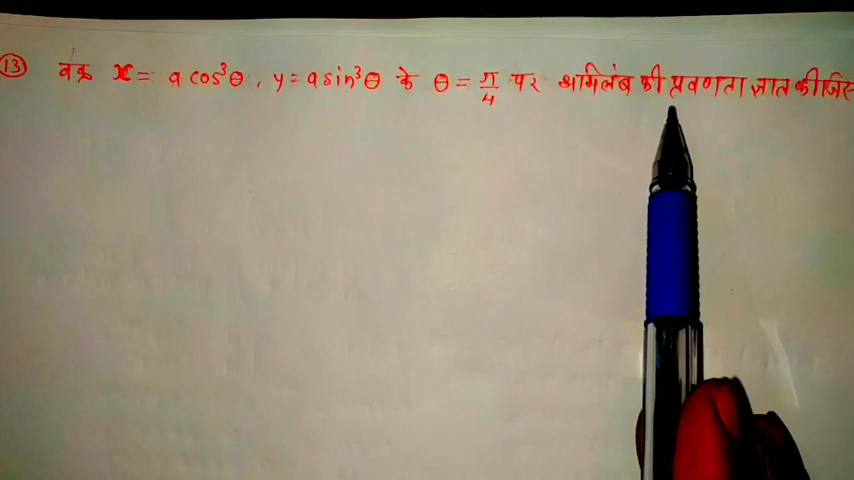 (13) वक्र x = a cos³θ, y = a sin³θ के θ = π/4 पर अभिलंब की प्रवणता ज्ञात कीजिए